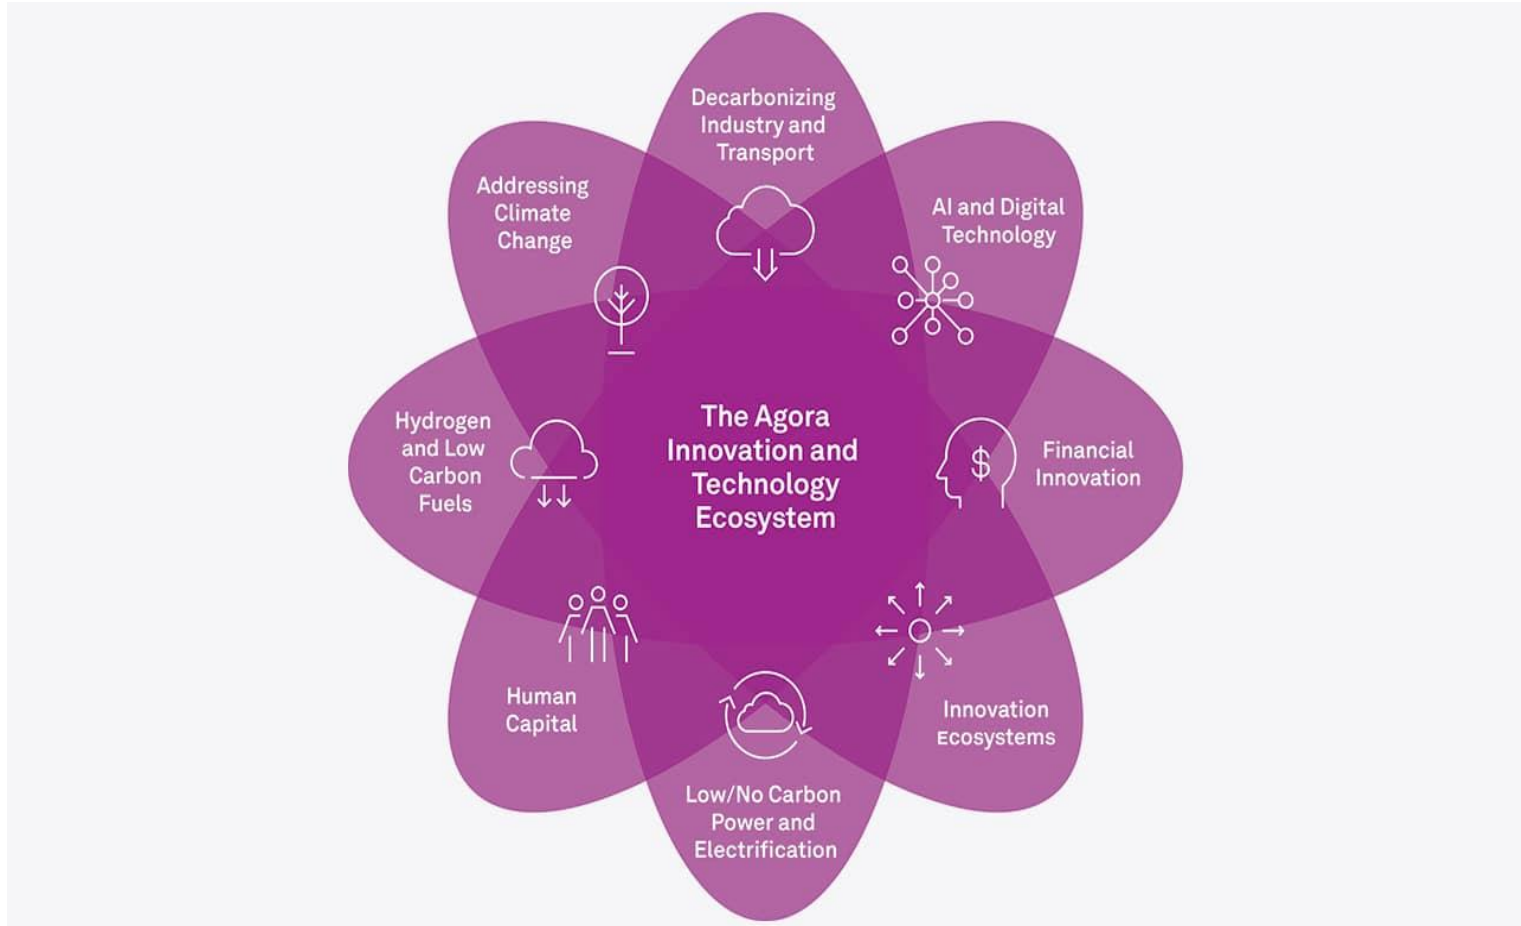 Decarbonizing
Industry and
Transport
AI and Digital
Technology
Financial
Innovation
Innovation
Ecosystems
Low/No Carbon
Power and
Electrification
Human
Capital
Hydrogen
and Low
Carbon
Fuels
Addressing
Climate
Change
The Agora
Innovation and
Technology
Ecosystem
$